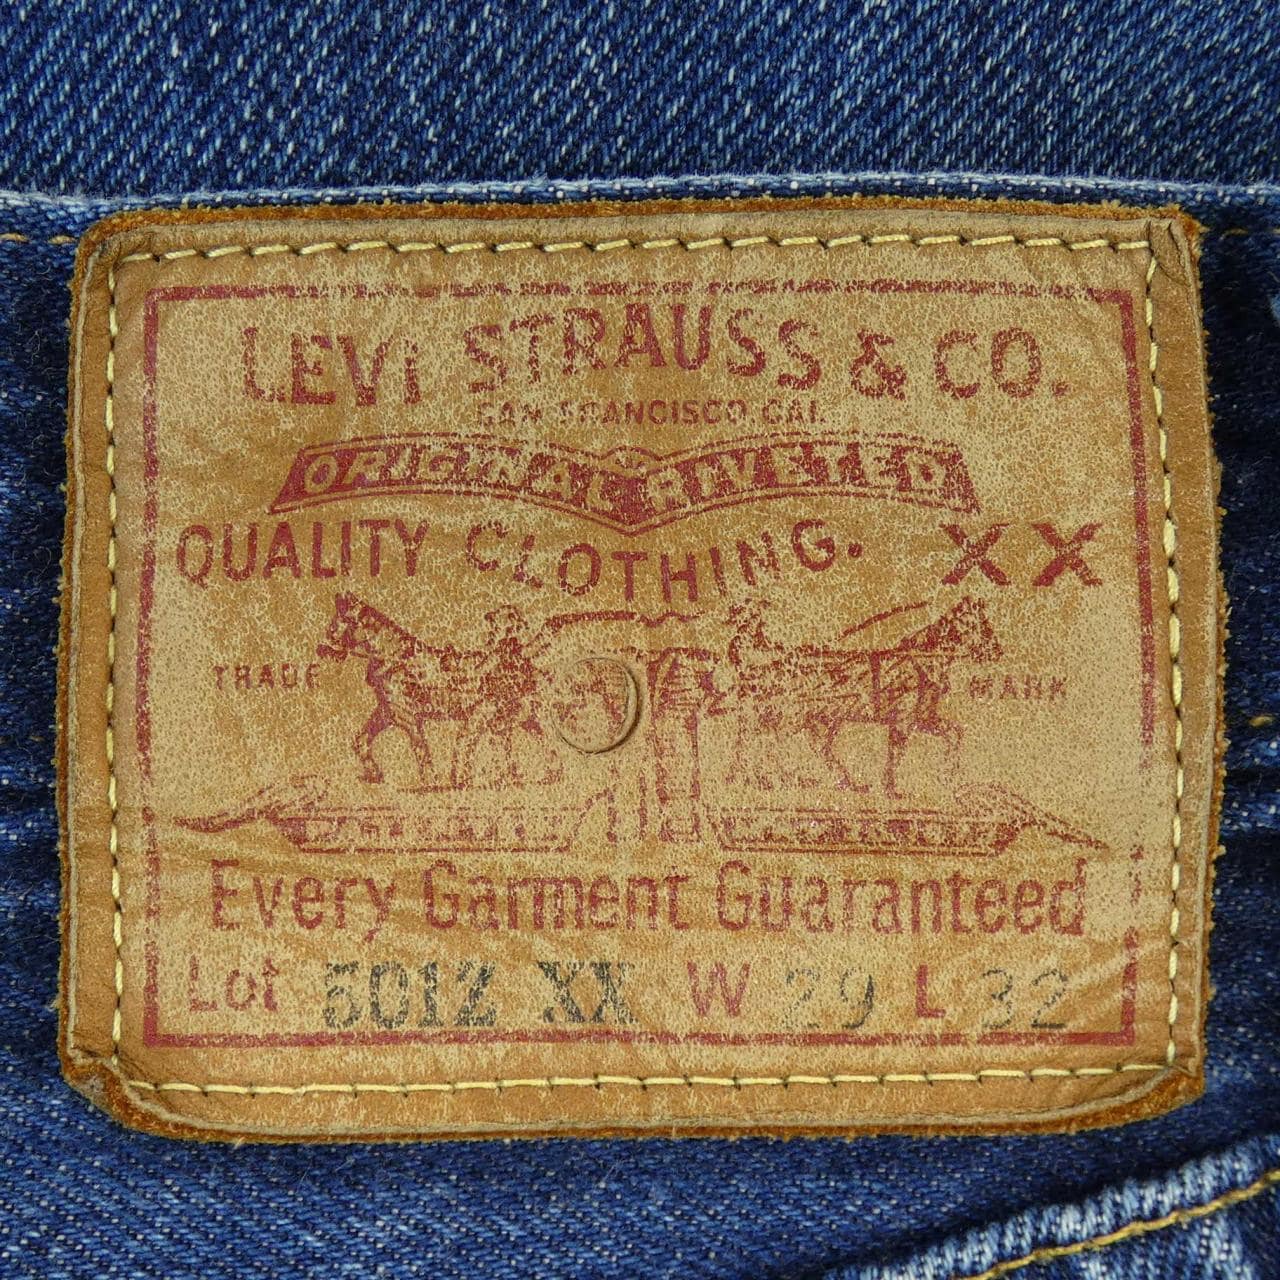 LEVI STRAUSS & CO.
SAN FRANCISCO, CAL.
ORIGINAL RIVETED
QUALITY CLOTHING. XX
TRADE MARK
Every Garment Guaranteed
Lot 501Z XX W 29 L 32